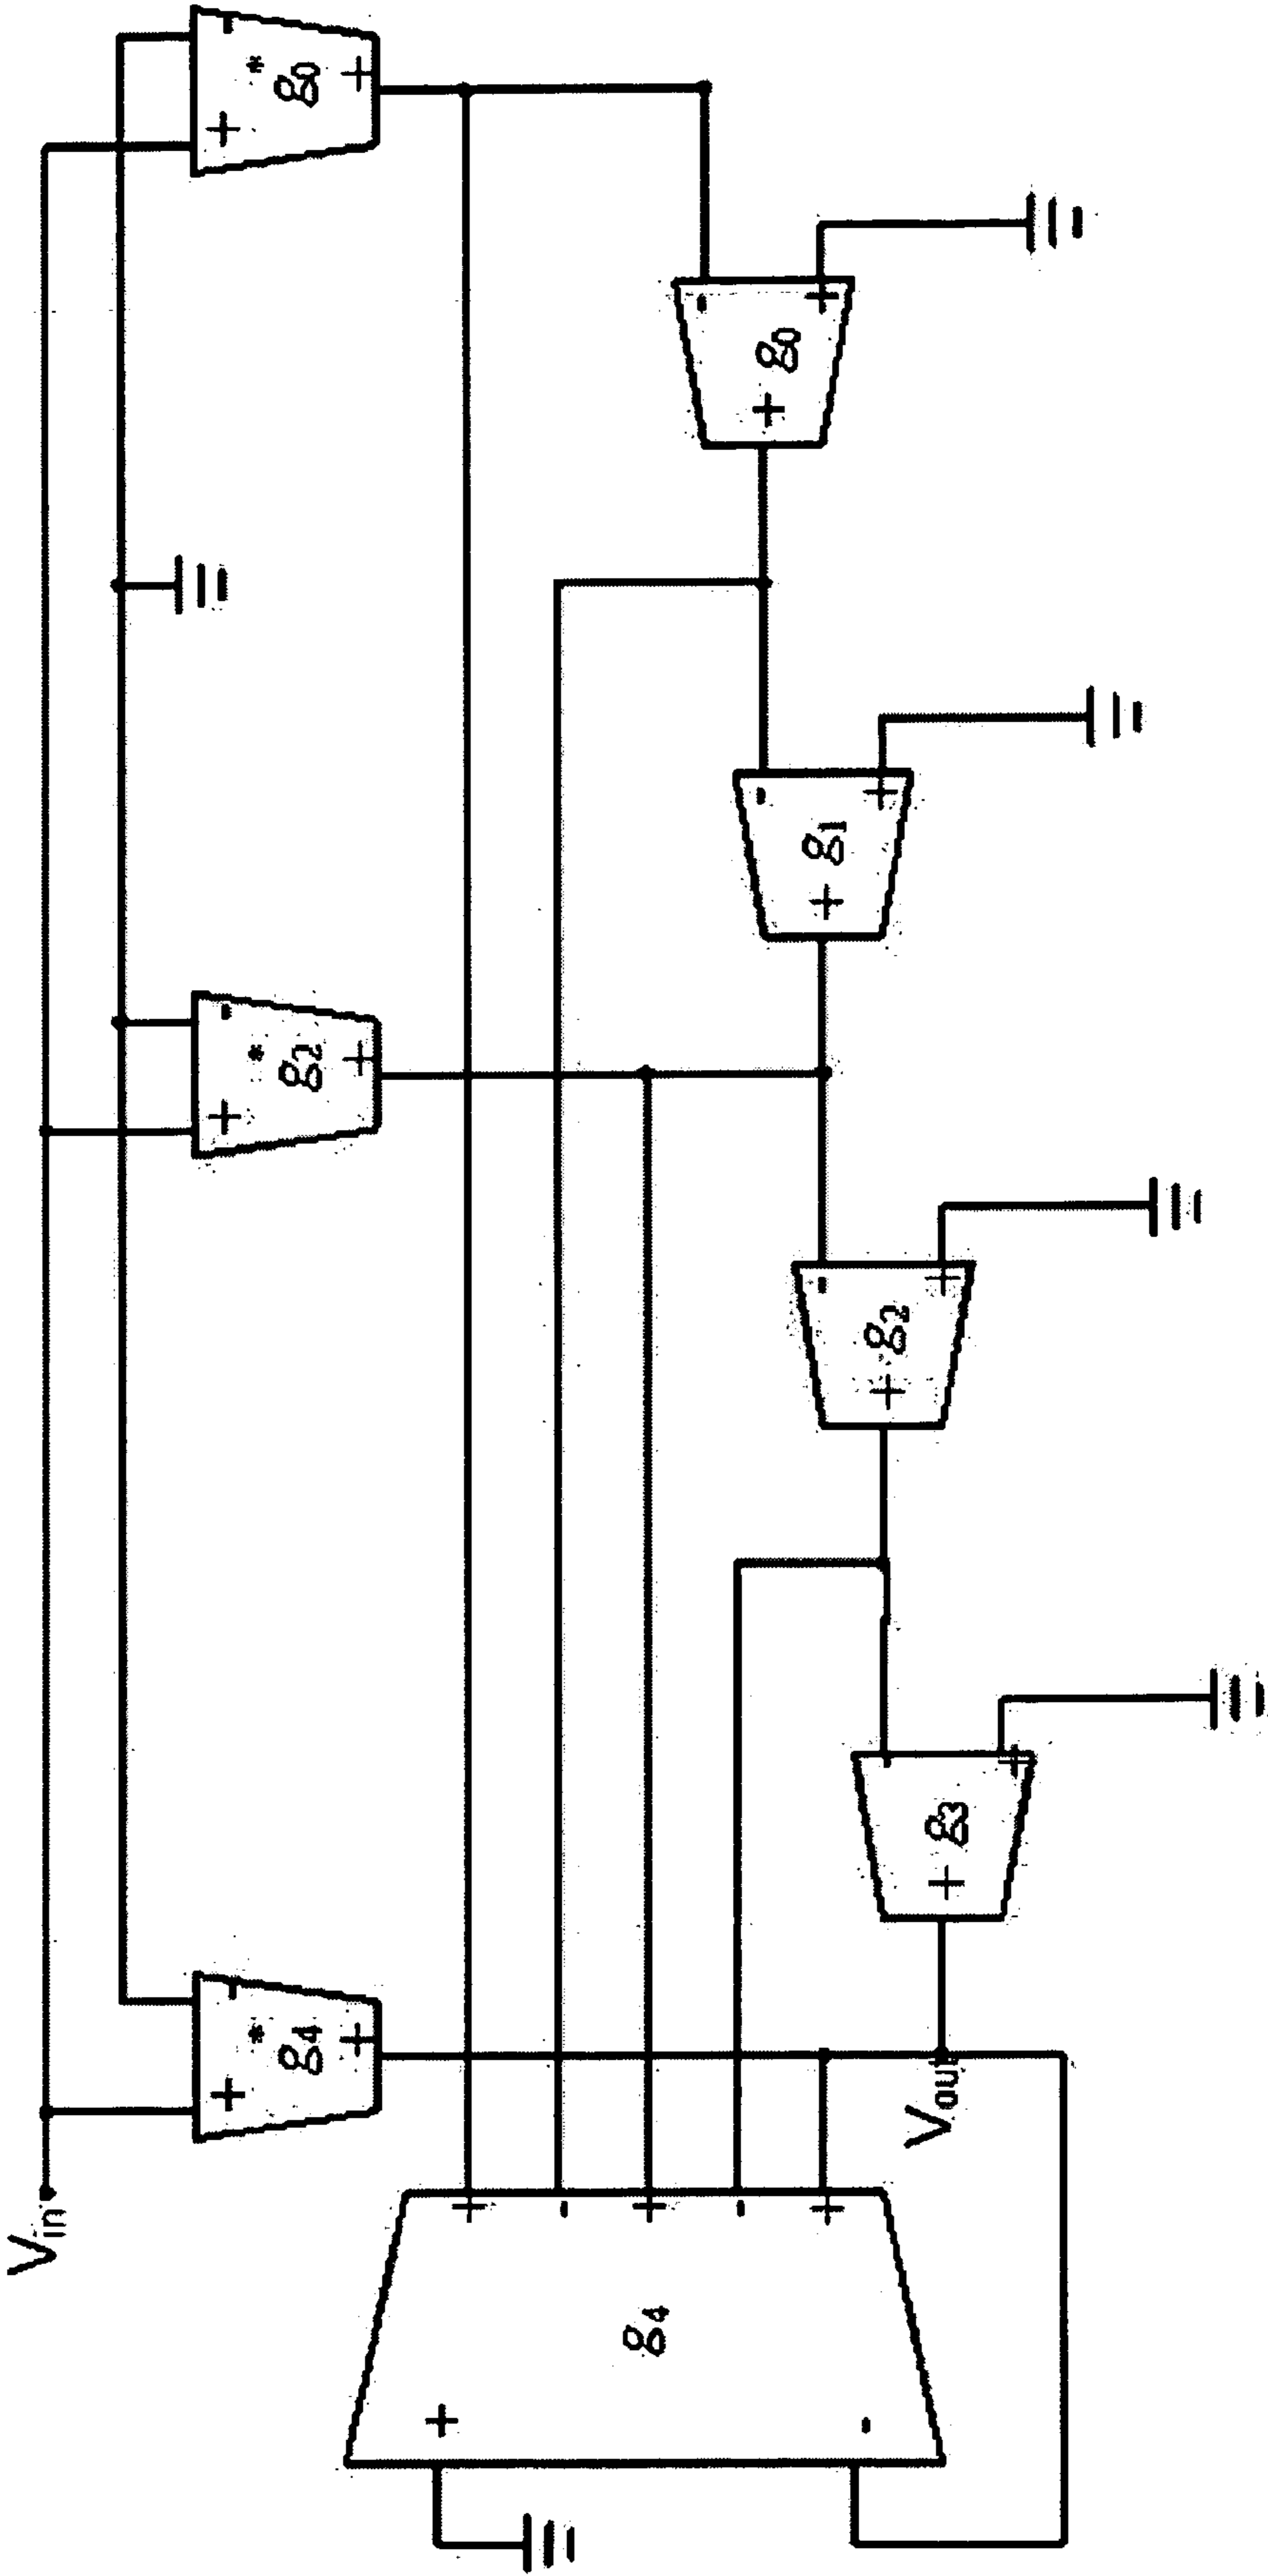 Vin
+ - * g4 +
+ - * g2 +
+ - * g0 +
+ - g4 + - + - +
Vout
- + g3 +
- + g2 +
- + g1 +
- + g0 +